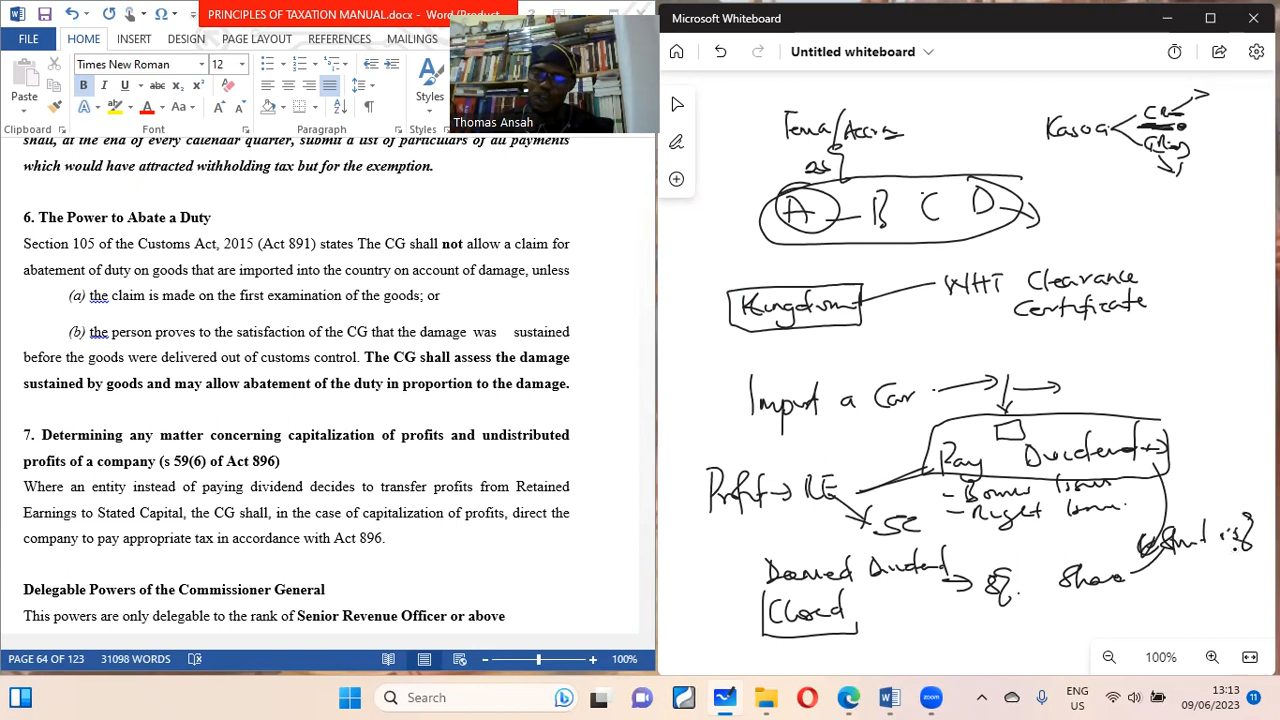 PRINCIPLES OF TAXATION MANUAL.docx - Word (Product
FILE HOME INSERT DESIGN PAGE LAYOUT REFERENCES MAILINGS
Times New Roman 12
Paste
Styles
Clipboard Font Paragraph Styles
Thomas Ansah
shall, at the end of every calendar quarter, submit a list of particulars of all payments
which would have attracted withholding tax but for the exemption.
6. The Power to Abate a Duty
Section 105 of the Customs Act, 2015 (Act 891) states The CG shall not allow a claim for
abatement of duty on goods that are imported into the country on account of damage, unless
(a) the claim is made on the first examination of the goods; or
(b) the person proves to the satisfaction of the CG that the damage was sustained
before the goods were delivered out of customs control. The CG shall assess the damage
sustained by goods and may allow abatement of the duty in proportion to the damage.
7. Determining any matter concerning capitalization of profits and undistributed
profits of a company (s 59(6) of Act 896)
Where an entity instead of paying dividend decides to transfer profits from Retained
Earnings to Stated Capital, the CG shall, in the case of capitalization of profits, direct the
company to pay appropriate tax in accordance with Act 896.
Delegable Powers of the Commissioner General
This powers are only delegable to the rank of Senior Revenue Officer or above
PAGE 64 OF 123 31098 WORDS 100%
Microsoft Whiteboard
Untitled whiteboard
Tema/Accra
Kasoa
A B C D
Kingdom
WHT Clearance
Certificate
Import a Car
Pay Dividend
Profit RE
- Bonus Issue
- Right Issue
SC
Deemed Dividend
8%
Share
Closed
100%
Search
ENG
US
13:13
09/06/2023
11